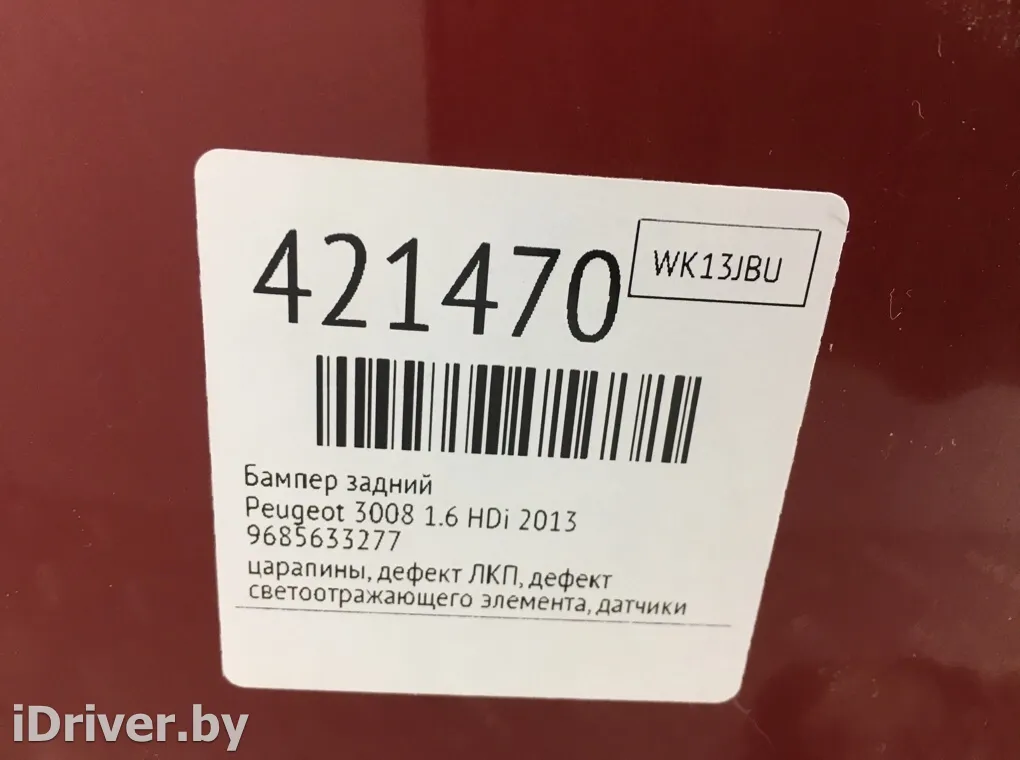 421470
WK13JBU
Бампер задний
Peugeot 3008 1.6 HDi 2013
9685633277
царапины, дефект ЛКП, дефект
светоотражающего элемента, датчики
iDriver.by